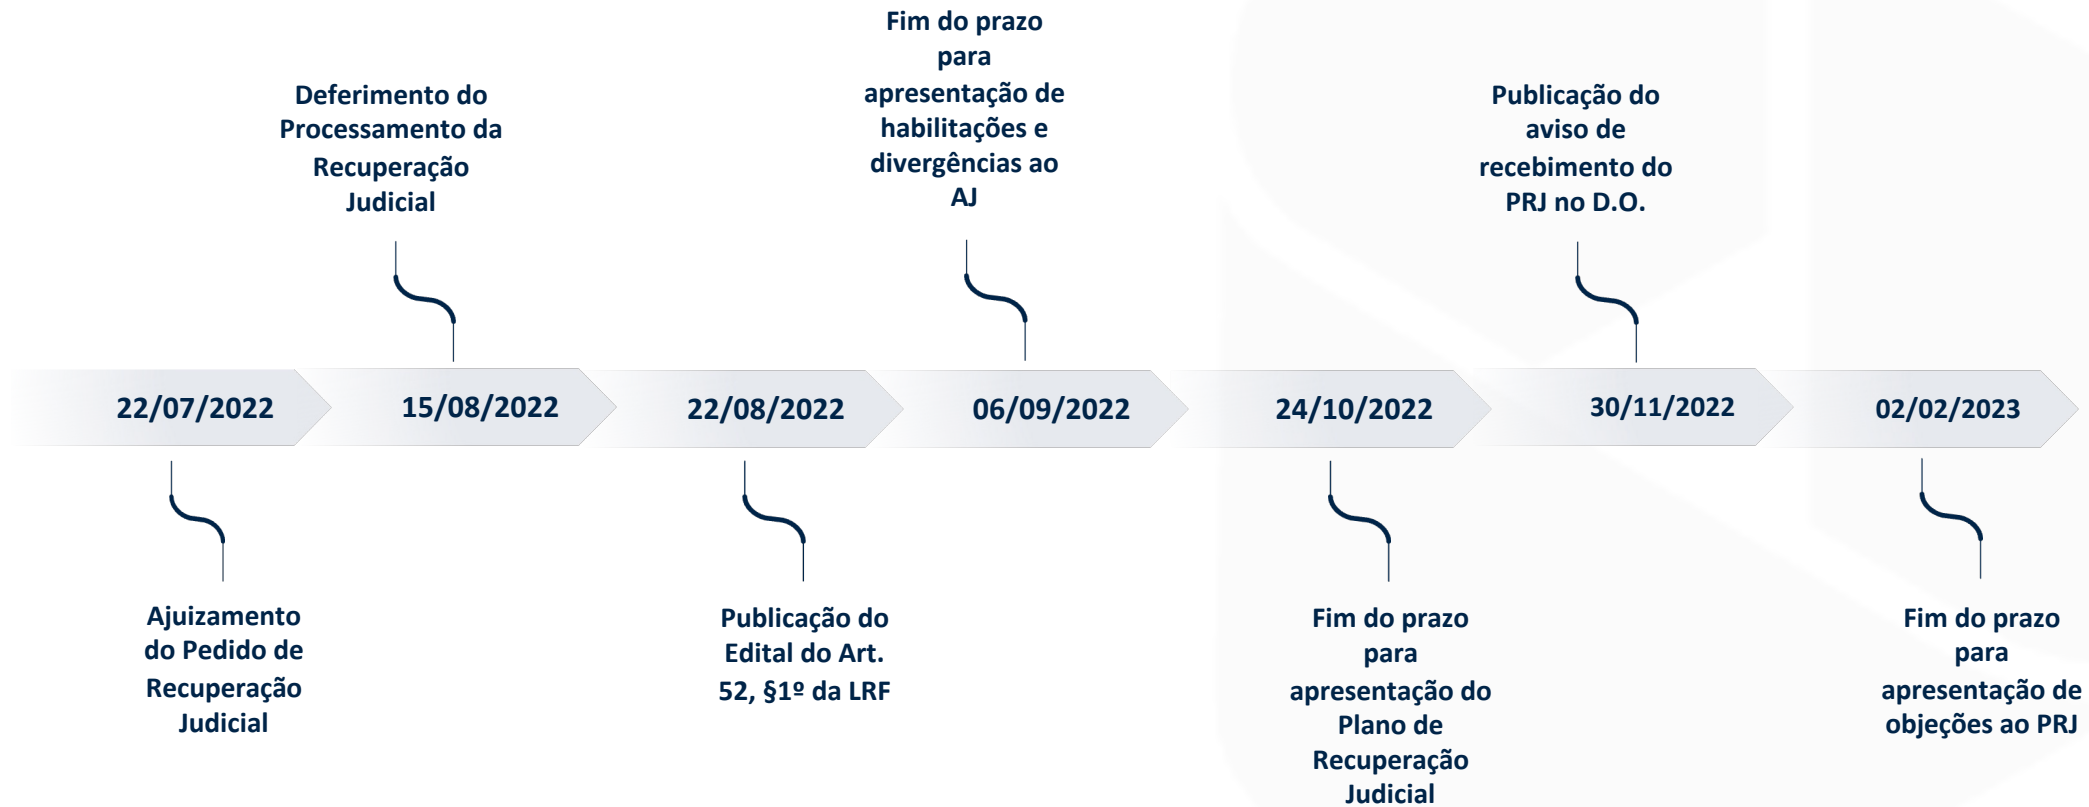 Fim do prazo
para
apresentação de
habilitações e
divergências ao
AJ
Deferimento do
Processamento da
Recuperação
Judicial
Publicação do
aviso de
recebimento do
PRJ no D.O.
22/07/2022
15/08/2022
22/08/2022
06/09/2022
24/10/2022
30/11/2022
02/02/2023
Ajuizamento
do Pedido de
Recuperação
Judicial
Publicação do
Edital do Art.
52, §1º da LRF
Fim do prazo
para
apresentação do
Plano de
Recuperação
Judicial
Fim do prazo
para
apresentação de
objeções ao PRJ